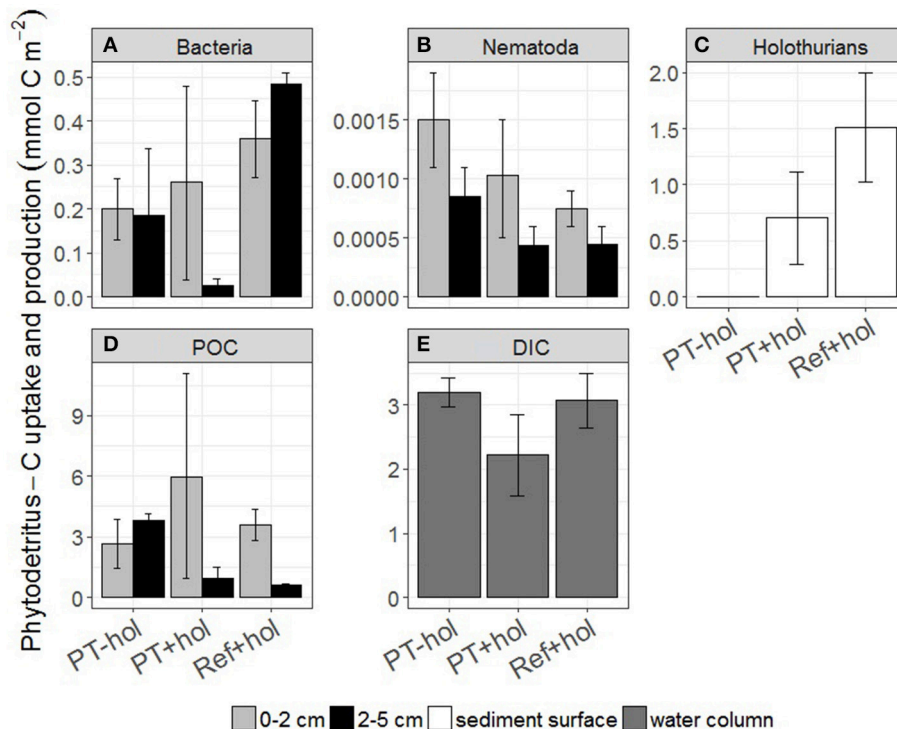 Phytodetritus – C uptake and production (mmol C m⁻²)
A Bacteria
0.5
0.4
0.3
0.2
0.1
0.0
B Nematoda
0.0015
0.0010
0.0005
0.0000
C Holothurians
2.0
1.5
1.0
0.5
0.0
PT-hol PT+hol Ref+hol
D POC
9
6
3
0
PT-hol PT+hol Ref+hol
E DIC
3
2
1
0
PT-hol PT+hol Ref+hol
0-2 cm 2-5 cm sediment surface water column